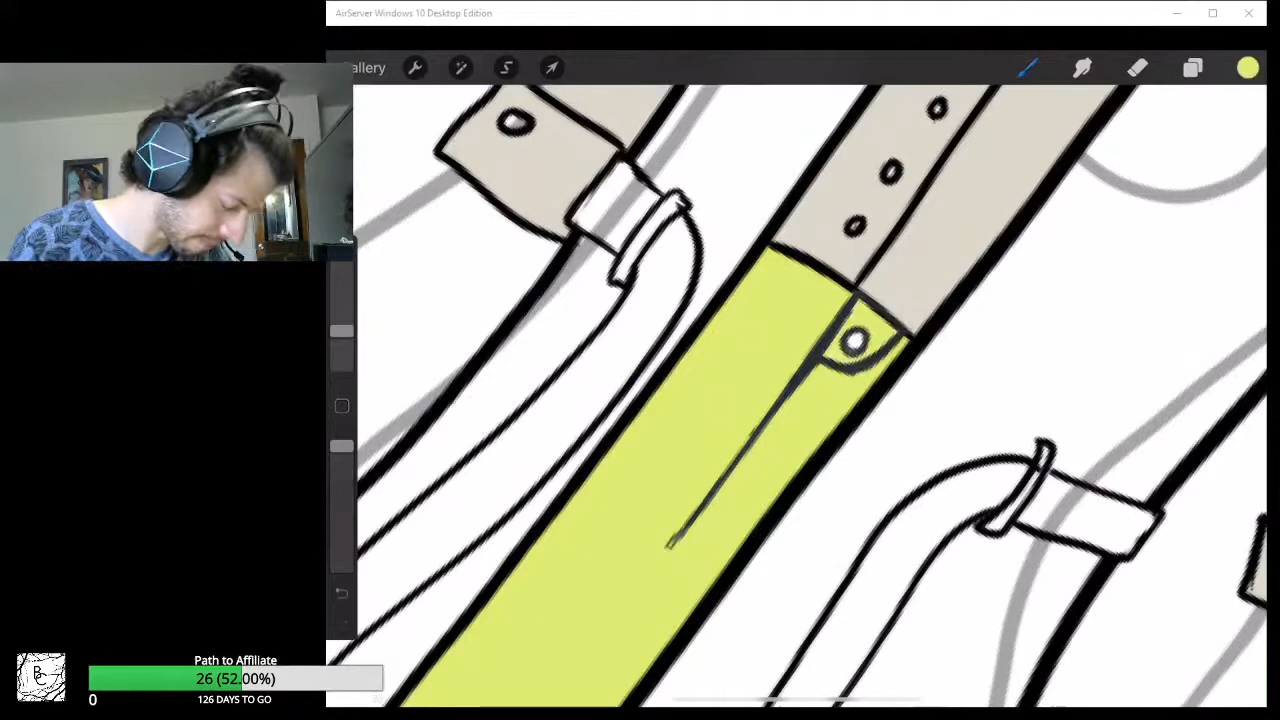 AirServer Windows 10 Desktop Edition
allery
Path to Affiliate
26 (52.00%)
0
126 DAYS TO GO